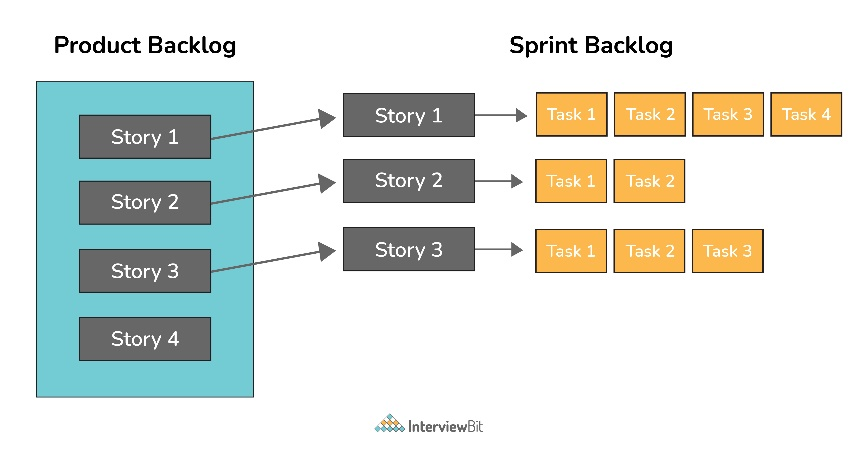 Product Backlog
Sprint Backlog
Story 1
Story 2
Story 3
Story 4
Story 1
Task 1
Task 2
Task 3
Task 4
Story 2
Task 1
Task 2
Story 3
Task 1
Task 2
Task 3
InterviewBit